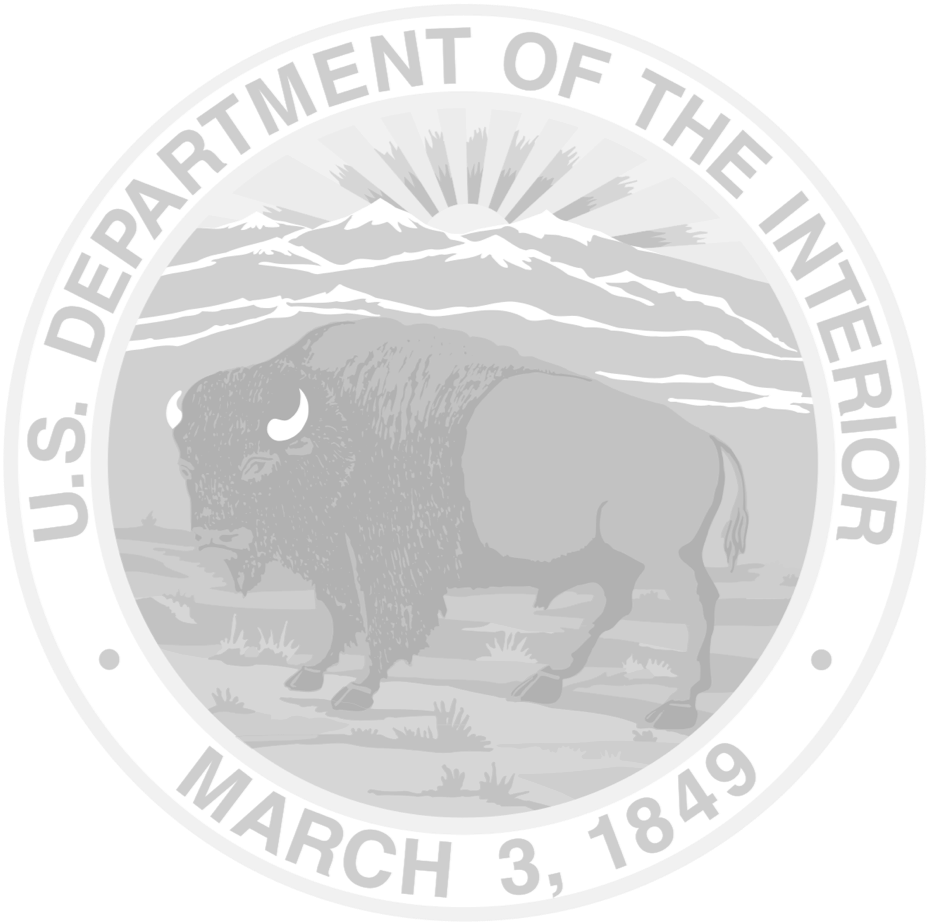 U.S. DEPARTMENT OF THE INTERIOR
MARCH 3, 1849